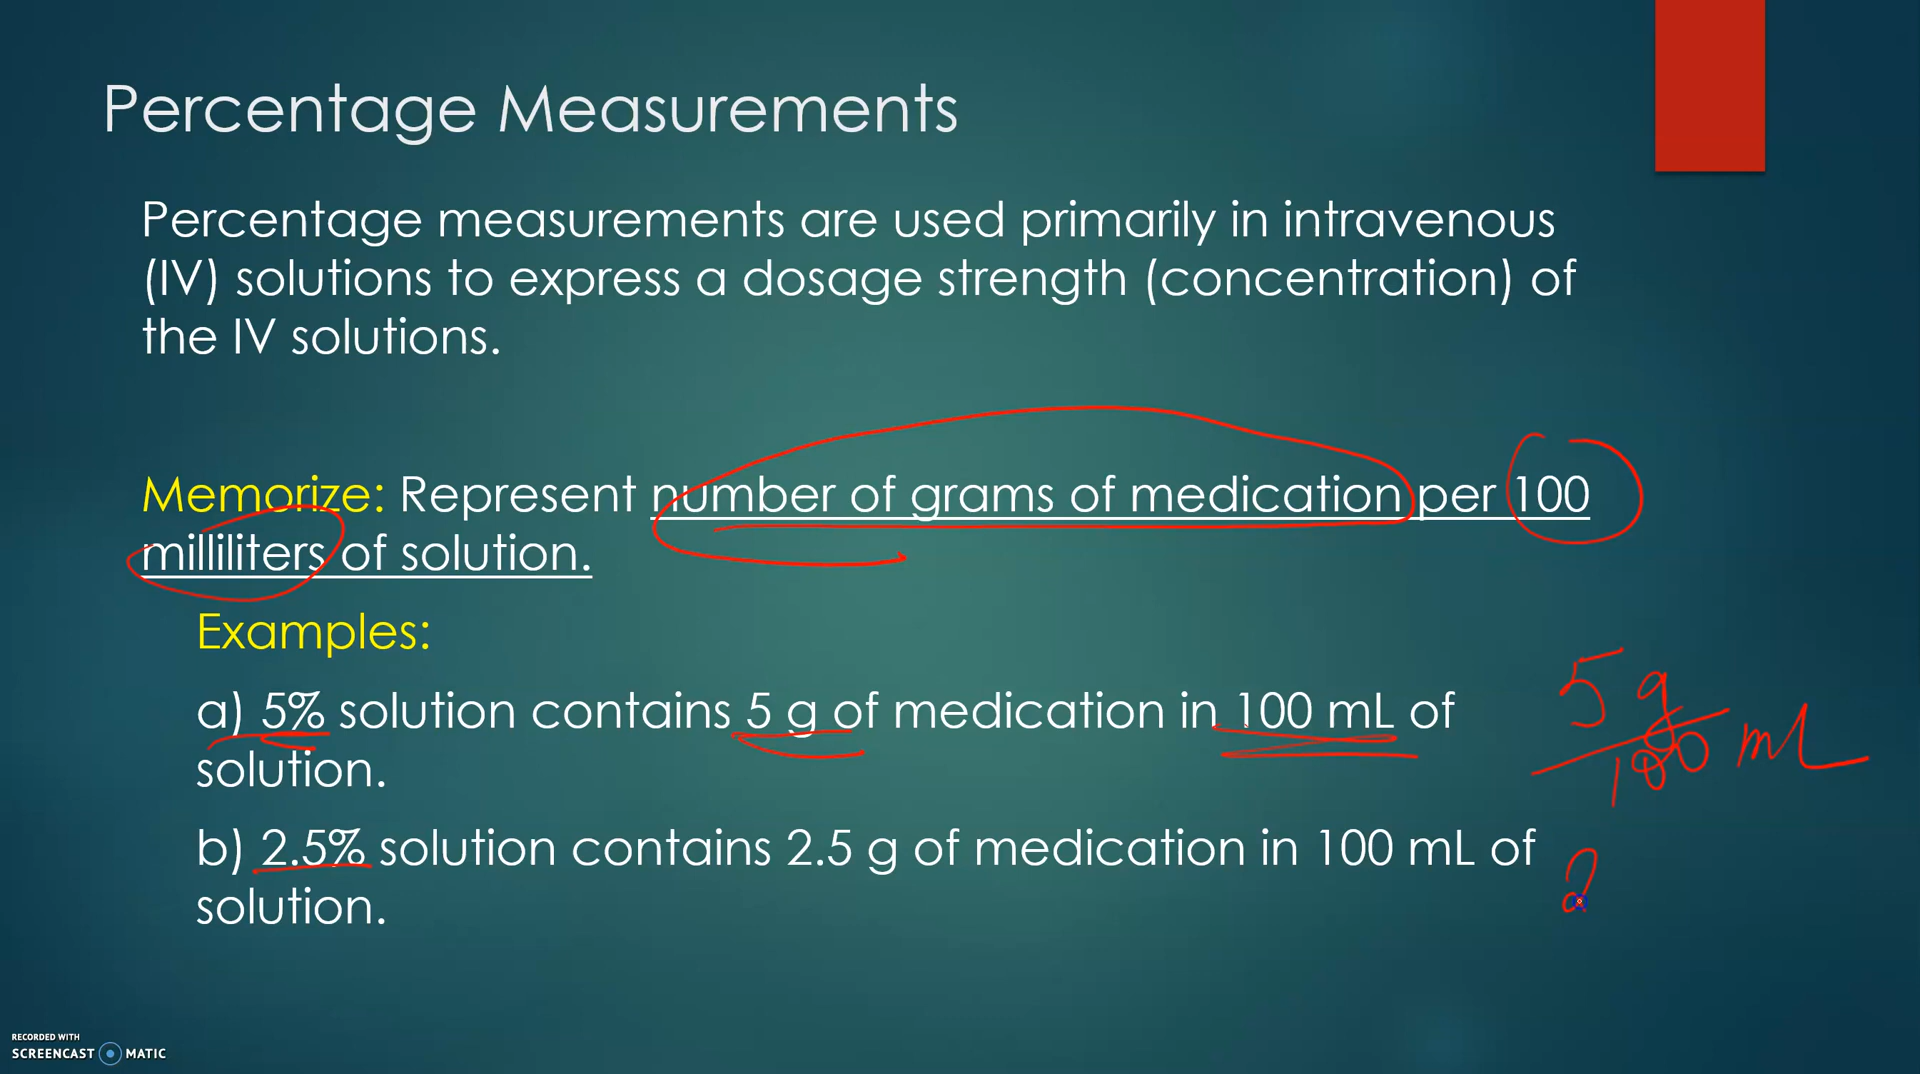 Percentage Measurements
Percentage measurements are used primarily in intravenous
(IV) solutions to express a dosage strength (concentration) of
the IV solutions.
Memorize: Represent number of grams of medication per 100
milliliters of solution.
Examples:
a) 5% solution contains 5 g of medication in 100 mL of
solution.
5 g
100 mL
b) 2.5% solution contains 2.5 g of medication in 100 mL of
solution.
2
RECORDED WITH
SCREENCAST MATIC